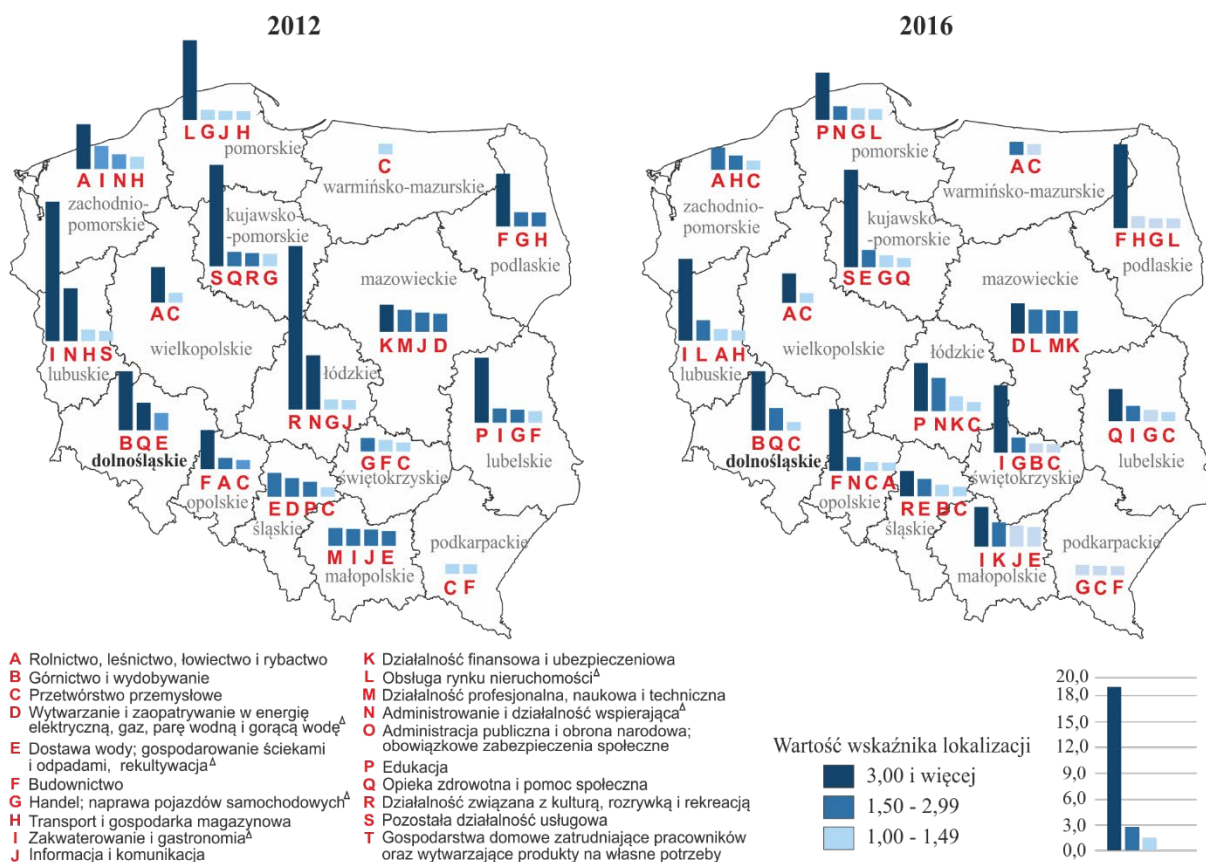 2012
L G J H
pomorskie
A I N H
zachodnio-
pomorskie
C
warmińsko-mazurskie
kujawsko-
-pomorskie
S Q R G
F G H
podlaskie
mazowieckie
K M J D
A C
wielkopolskie
I N H S
lubuskie
łódzkie
R N G J
B Q E
dolnośląskie
P I G F
lubelskie
G F C
świętokrzyskie
F A C
opolskie
E D P C
śląskie
M I J E
małopolskie
podkarpackie
C F
2016
P N G L
pomorskie
A H C
zachodnio-
pomorskie
A C
warmińsko-mazurskie
kujawsko-
-pomorskie
S E G Q
F H G L
podlaskie
mazowieckie
D L M K
A C
wielkopolskie
I L A H
lubuskie
łódzkie
P N K C
B Q C
dolnośląskie
Q I G C
lubelskie
I G B C
świętokrzyskie
F N C A
opolskie
R E B C
śląskie
I K J E
małopolskie
podkarpackie
G C F
A Rolnictwo, leśnictwo, łowiectwo i rybactwo
B Górnictwo i wydobywanie
C Przetwórstwo przemysłowe
D Wytwarzanie i zaopatrywanie w energię
elektryczną, gaz, parę wodną i gorącą wodę Δ
E Dostawa wody; gospodarowanie ściekami
i odpadami, rekultywacja Δ
F Budownictwo
G Handel; naprawa pojazdów samochodowych Δ
H Transport i gospodarka magazynowa
I Zakwaterowanie i gastronomia Δ
J Informacja i komunikacja
K Działalność finansowa i ubezpieczeniowa
L Obsługa rynku nieruchomości Δ
M Działalność profesjonalna, naukowa i techniczna
N Administrowanie i działalność wspierająca Δ
O Administracja publiczna i obrona narodowa;
obowiązkowe zabezpieczenia społeczne
P Edukacja
Q Opieka zdrowotna i pomoc społeczna
R Działalność związana z kulturą, rozrywką i rekreacją
S Pozostała działalność usługowa
T Gospodarstwa domowe zatrudniające pracowników
oraz wytwarzające produkty na własne potrzeby
Wartość wskaźnika lokalizacji
3,00 i więcej
1,50 - 2,99
1,00 - 1,49
20,0
18,0
15,0
12,0
9,0
6,0
3,0
0,0